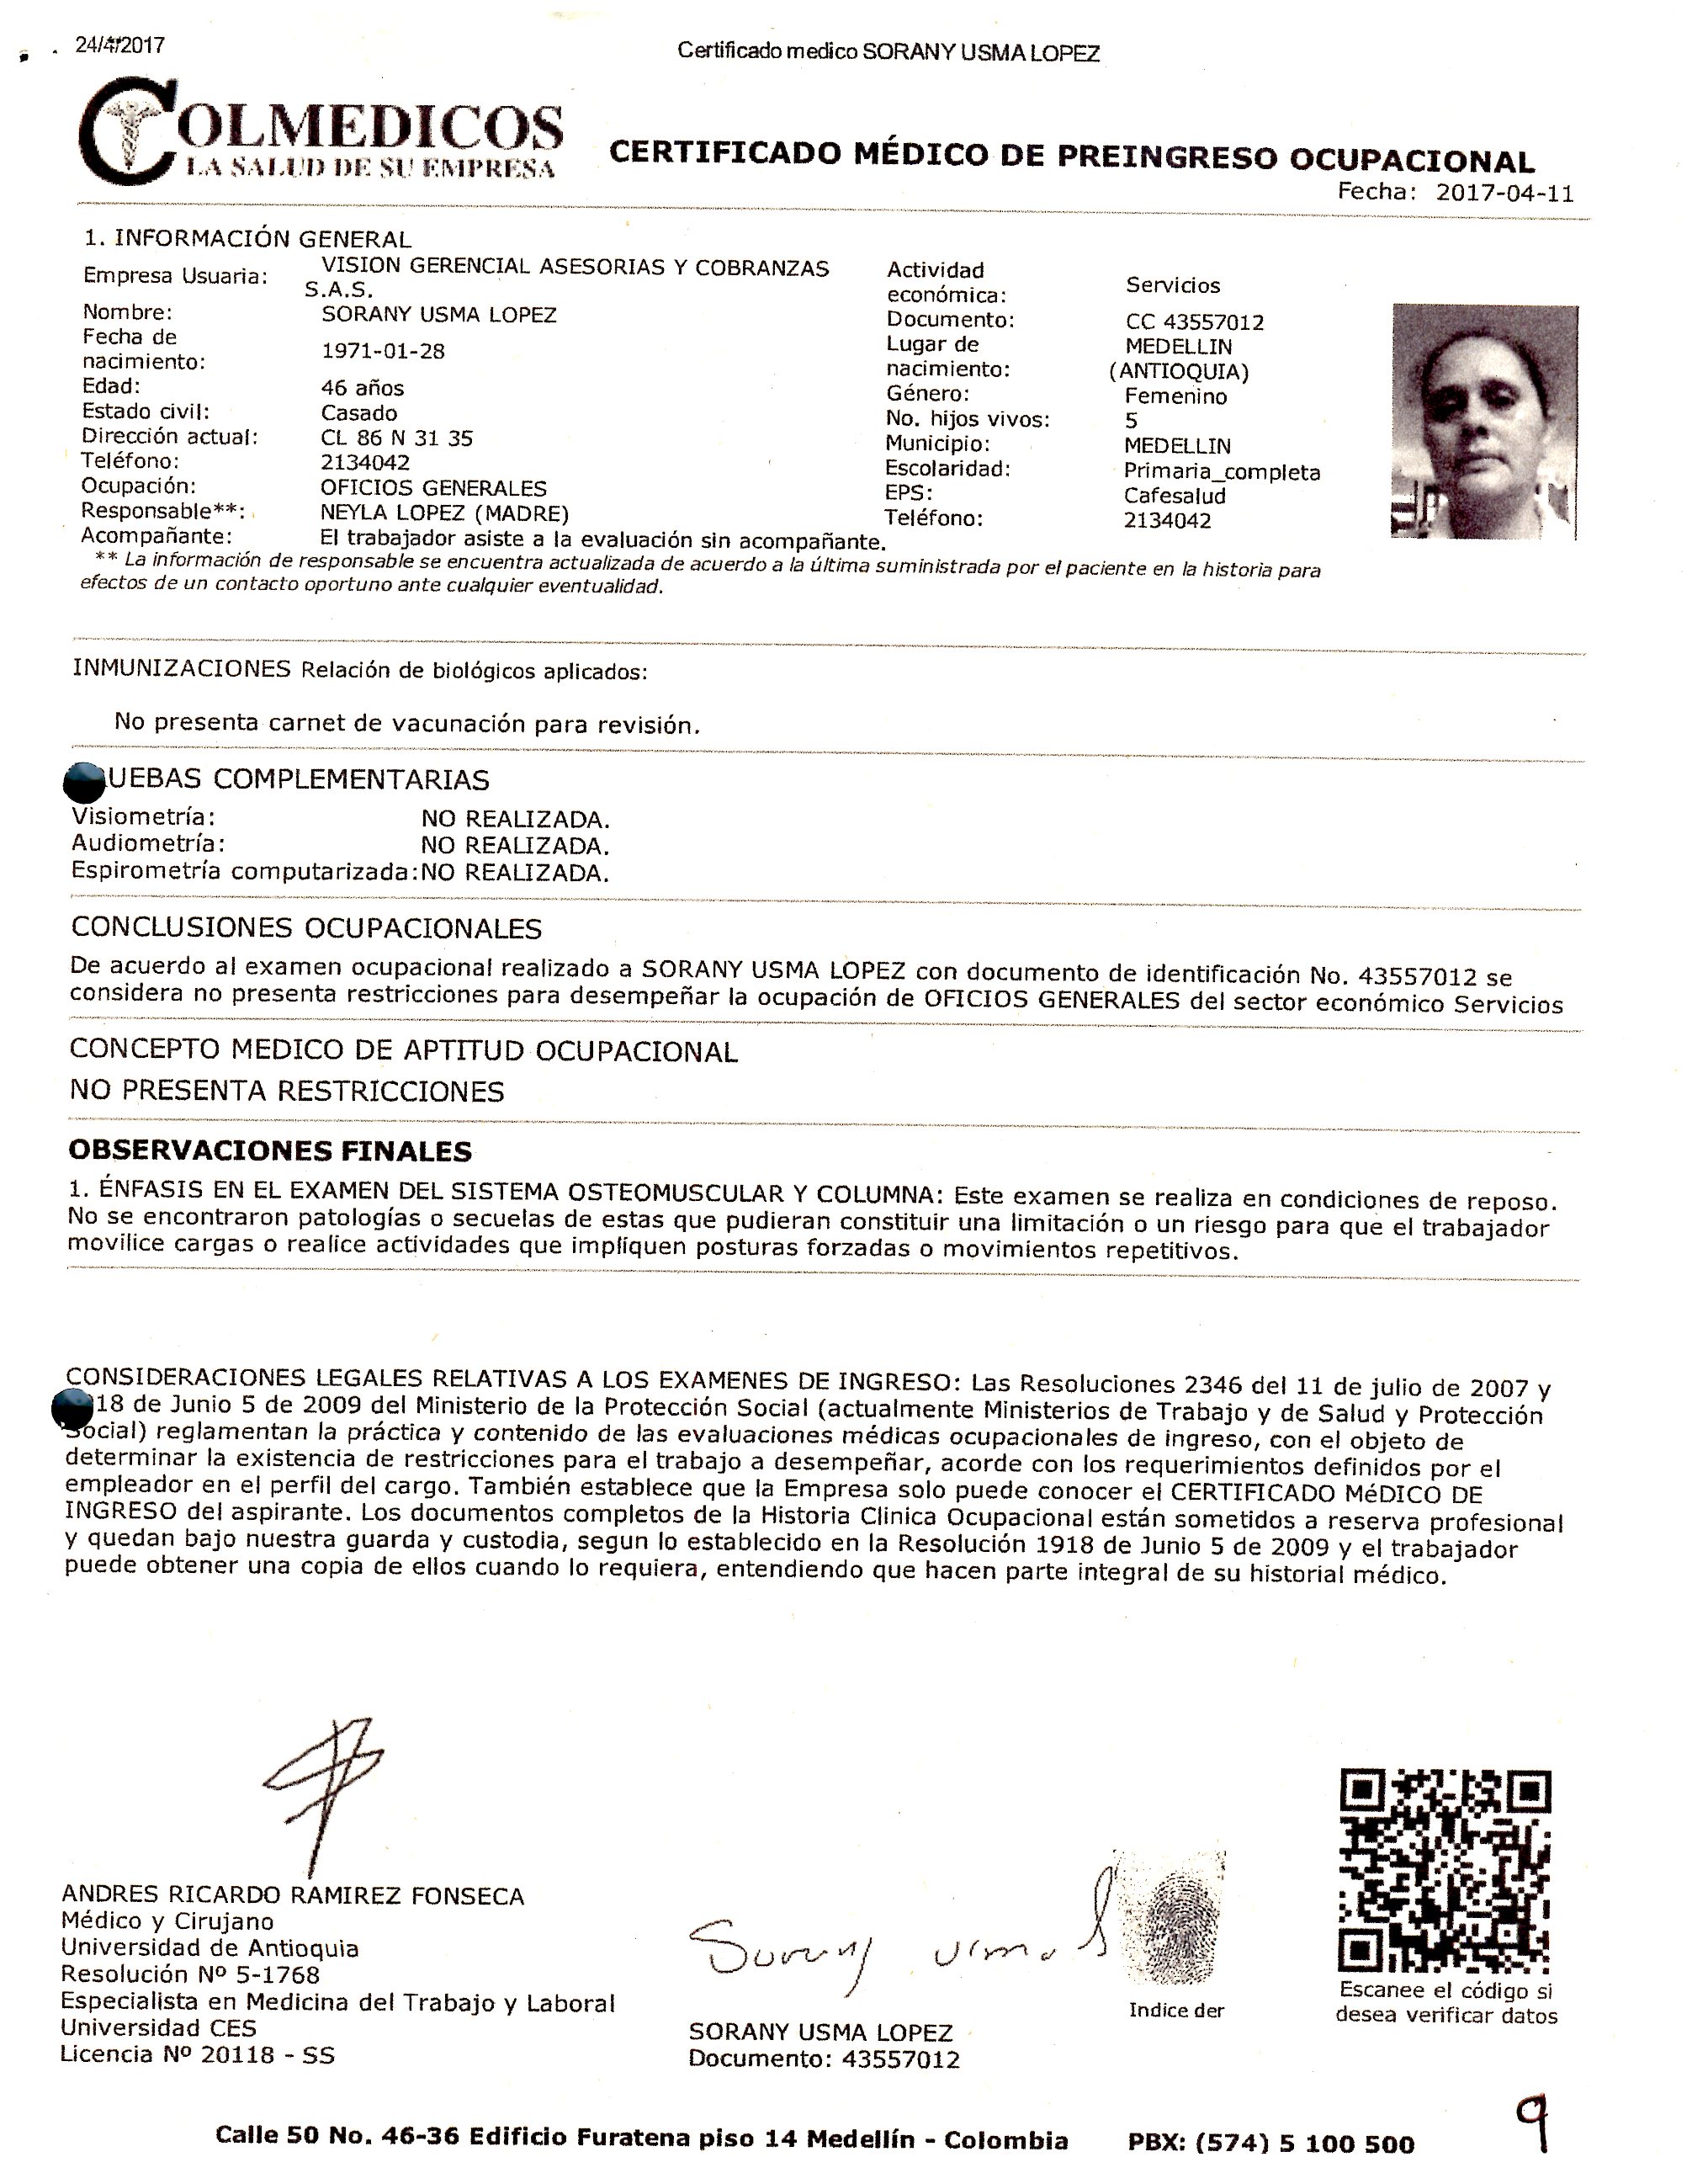 24/4/2017
Certificado medico SORANY USMA LOPEZ
COLMEDICOS
LA SALUD DE SU EMPRESA
CERTIFICADO MÉDICO DE PREINGRESO OCUPACIONAL
Fecha: 2017-04-11
1. INFORMACIÓN GENERAL
Empresa Usuaria: VISION GERENCIAL ASESORIAS Y COBRANZAS S.A.S.
Nombre: SORANY USMA LOPEZ
Fecha de nacimiento: 1971-01-28
Edad: 46 años
Estado civil: Casado
Dirección actual: CL 86 N 31 35
Teléfono: 2134042
Ocupación: OFICIOS GENERALES
Responsable**: NEYLA LOPEZ (MADRE)
Acompañante: El trabajador asiste a la evaluación sin acompañante.
Actividad económica: Servicios
Documento: CC 43557012
Lugar de nacimiento: MEDELLIN (ANTIOQUIA)
Género: Femenino
No. hijos vivos: 5
Municipio: MEDELLIN
Escolaridad: Primaria_completa
EPS: Cafesalud
Teléfono: 2134042
** La información de responsable se encuentra actualizada de acuerdo a la última suministrada por el paciente en la historia para
efectos de un contacto oportuno ante cualquier eventualidad.
INMUNIZACIONES Relación de biológicos aplicados:
No presenta carnet de vacunación para revisión.
UEBAS COMPLEMENTARIAS
Visiometría: NO REALIZADA.
Audiometría: NO REALIZADA.
Espirometría computarizada: NO REALIZADA.
CONCLUSIONES OCUPACIONALES
De acuerdo al examen ocupacional realizado a SORANY USMA LOPEZ con documento de identificación No. 43557012 se
considera no presenta restricciones para desempeñar la ocupación de OFICIOS GENERALES del sector económico Servicios
CONCEPTO MEDICO DE APTITUD OCUPACIONAL
NO PRESENTA RESTRICCIONES
OBSERVACIONES FINALES
1. ÉNFASIS EN EL EXAMEN DEL SISTEMA OSTEOMUSCULAR Y COLUMNA: Este examen se realiza en condiciones de reposo.
No se encontraron patologías o secuelas de estas que pudieran constituir una limitación o un riesgo para que el trabajador
movilice cargas o realice actividades que impliquen posturas forzadas o movimientos repetitivos.
CONSIDERACIONES LEGALES RELATIVAS A LOS EXAMENES DE INGRESO: Las Resoluciones 2346 del 11 de julio de 2007 y
18 de Junio 5 de 2009 del Ministerio de la Protección Social (actualmente Ministerios de Trabajo y de Salud y Protección
Social) reglamentan la práctica y contenido de las evaluaciones médicas ocupacionales de ingreso, con el objeto de
determinar la existencia de restricciones para el trabajo a desempeñar, acorde con los requerimientos definidos por el
empleador en el perfil del cargo. También establece que la Empresa solo puede conocer el CERTIFICADO MéDICO DE
INGRESO del aspirante. Los documentos completos de la Historia Clinica Ocupacional están sometidos a reserva profesional
y quedan bajo nuestra guarda y custodia, segun lo establecido en la Resolución 1918 de Junio 5 de 2009 y el trabajador
puede obtener una copia de ellos cuando lo requiera, entendiendo que hacen parte integral de su historial médico.
ANDRES RICARDO RAMIREZ FONSECA
Médico y Cirujano
Universidad de Antioquia
Resolución Nº 5-1768
Especialista en Medicina del Trabajo y Laboral
Universidad CES
Licencia Nº 20118 - SS
Sorany Usma L
SORANY USMA LOPEZ
Documento: 43557012
Indice der
Escanee el código si
desea verificar datos
9
Calle 50 No. 46-36 Edificio Furatena piso 14 Medellín - Colombia PBX: (574) 5 100 500